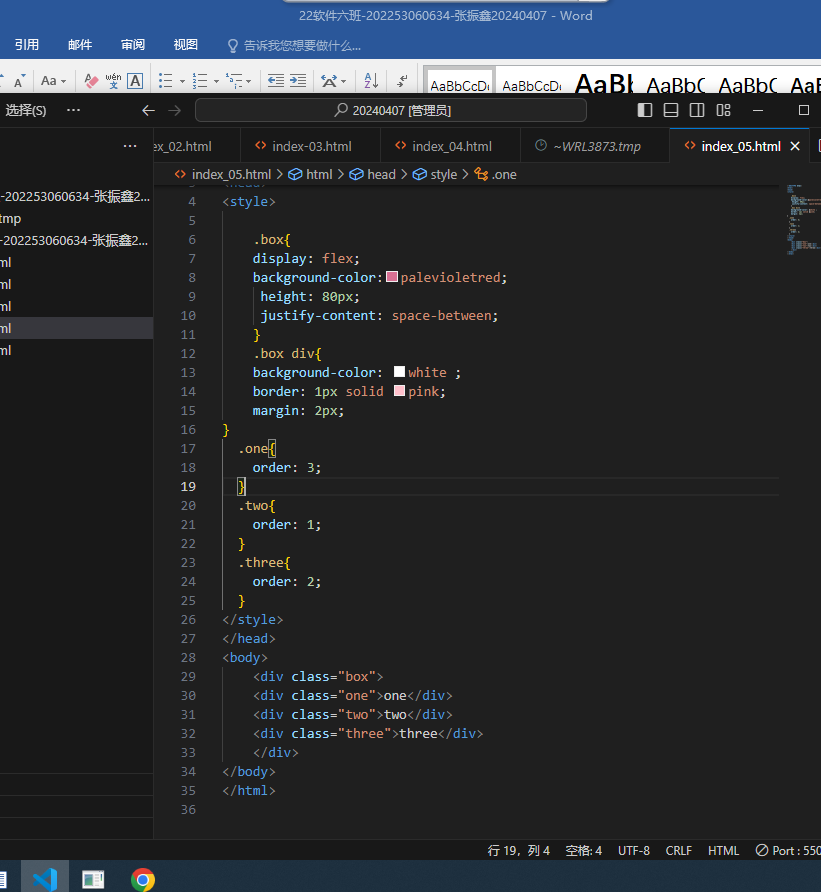 22软件六班-202253060634-张振鑫20240407 - Word
引用 邮件 审阅 视图 告诉我您想要做什么...
Aa wén A A Z
AaBbCcDi AaBbCcDi AaBb AaBbC AaBbC Aa
选择(S) ··· 20240407 [管理员]
··· ex_02.html index-03.html index_04.html ~WRL3873.tmp index_05.html
index_05.html > html > head > style > .one
-202253060634-张振鑫2...
tmp
-202253060634-张振鑫2...
ml
ml
ml
ml
ml
3 <head>
4 <style>
5
6 .box{
7 display: flex;
8 background-color: palevioletred;
9 height: 80px;
10 justify-content: space-between;
11 }
12 .box div{
13 background-color: white ;
14 border: 1px solid pink;
15 margin: 2px;
16 }
17 .one{
18 order: 3;
19 }
20 .two{
21 order: 1;
22 }
23 .three{
24 order: 2;
25 }
26 </style>
27 </head>
28 <body>
29 <div class="box">
30 <div class="one">one</div>
31 <div class="two">two</div>
32 <div class="three">three</div>
33 </div>
34 </body>
35 </html>
36
行 19，列 4 空格: 4 UTF-8 CRLF HTML Port : 550